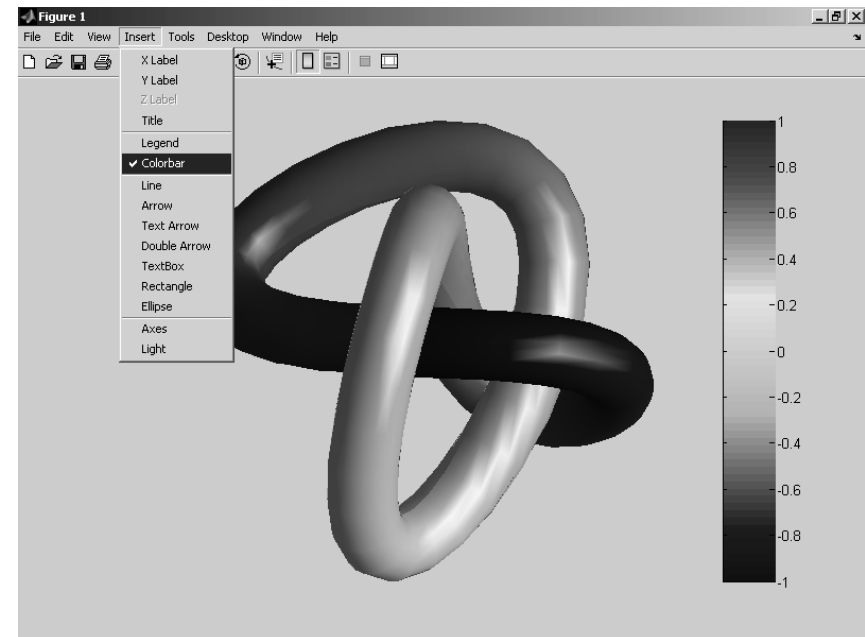 Figure 1
File Edit View Insert Tools Desktop Window Help
X Label
Y Label
Z Label
Title
Legend
Colorbar
Line
Arrow
Text Arrow
Double Arrow
TextBox
Rectangle
Ellipse
Axes
Light
1
0.8
0.6
0.4
0.2
0
-0.2
-0.4
-0.6
-0.8
-1